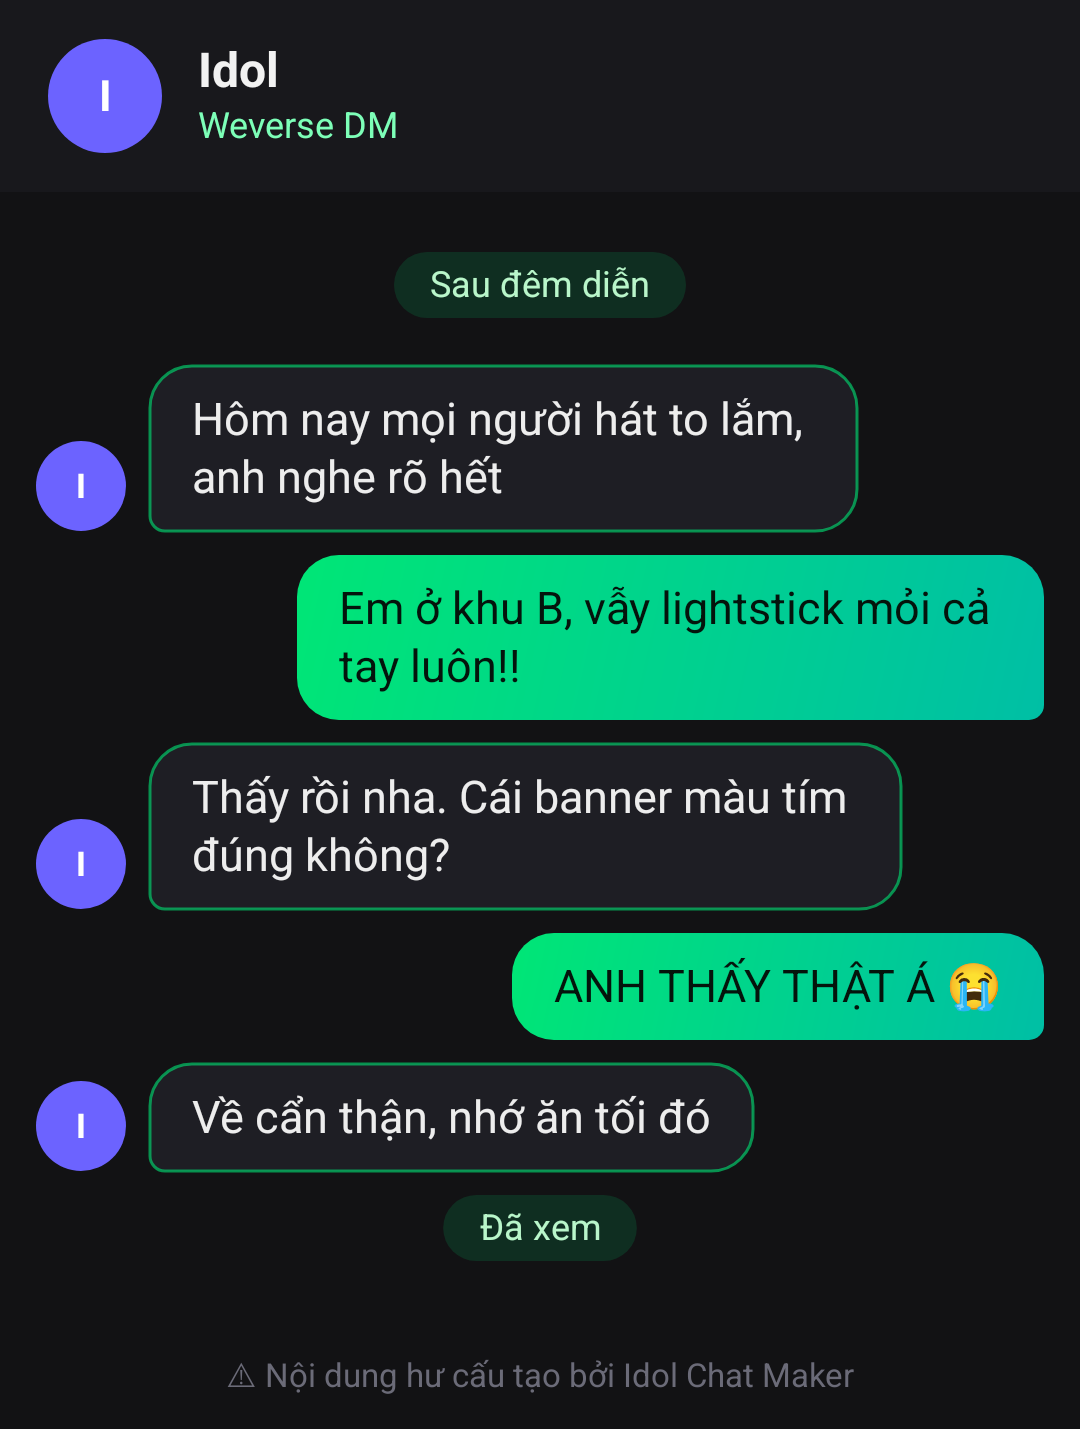 I
Idol
Weverse DM
Sau đêm diễn
Hôm nay mọi người hát to lắm,
anh nghe rõ hết
I
Em ở khu B, vẫy lightstick mỏi cả
tay luôn!!
Thấy rồi nha. Cái banner màu tím
đúng không?
I
ANH THẤY THẬT Á 😭
Về cẩn thận, nhớ ăn tối đó
I
Đã xem
⚠ Nội dung hư cấu tạo bởi Idol Chat Maker